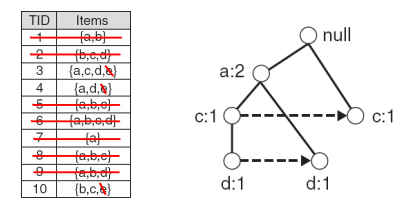 TID Items
1 {a,b}
2 {b,c,d}
3 {a,c,d,e}
4 {a,d,e}
5 {a,b,c}
6 {a,b,c,d}
7 {a}
8 {a,b,c}
9 {a,b,d}
10 {b,c,e}
null
a:2
c:1 c:1
d:1 d:1